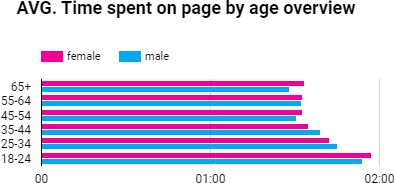 AVG. Time spent on page by age overview
female male
65+
55-64
45-54
35-44
25-34
18-24
00 01:00 02:00